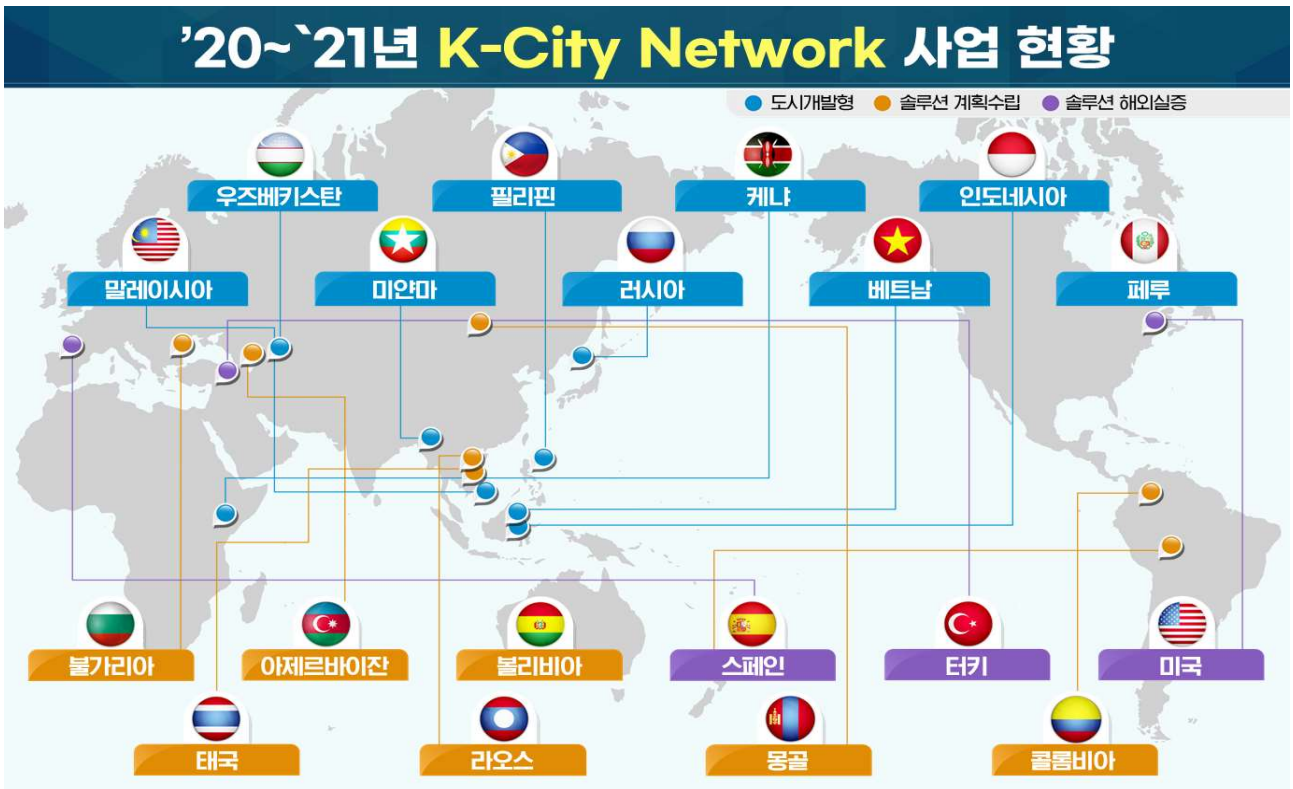 ’20~`21년 K-City Network 사업 현황
도시개발형 솔루션 계획수립 솔루션 해외실증
우즈베키스탄 필리핀 케냐 인도네시아
말레이시아 미얀마 러시아 베트남 페루
불가리아 아제르바이잔 볼리비아 스페인 터키 미국
태국 라오스 몽골 콜롬비아